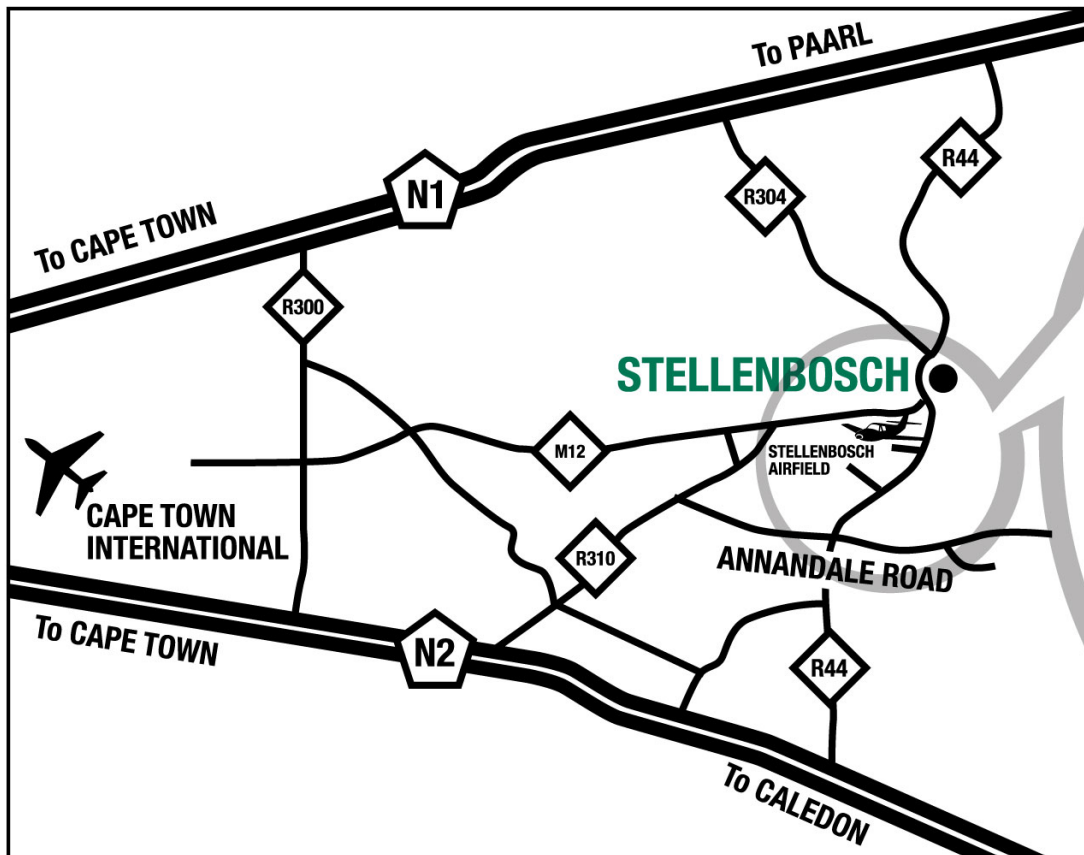 To PAARL
R44
R304
N1
To CAPE TOWN
R300
STELLENBOSCH
M12
STELLENBOSCH
AIRFIELD
CAPE TOWN
INTERNATIONAL
R310
ANNANDALE ROAD
To CAPE TOWN
N2
R44
To CALEDON